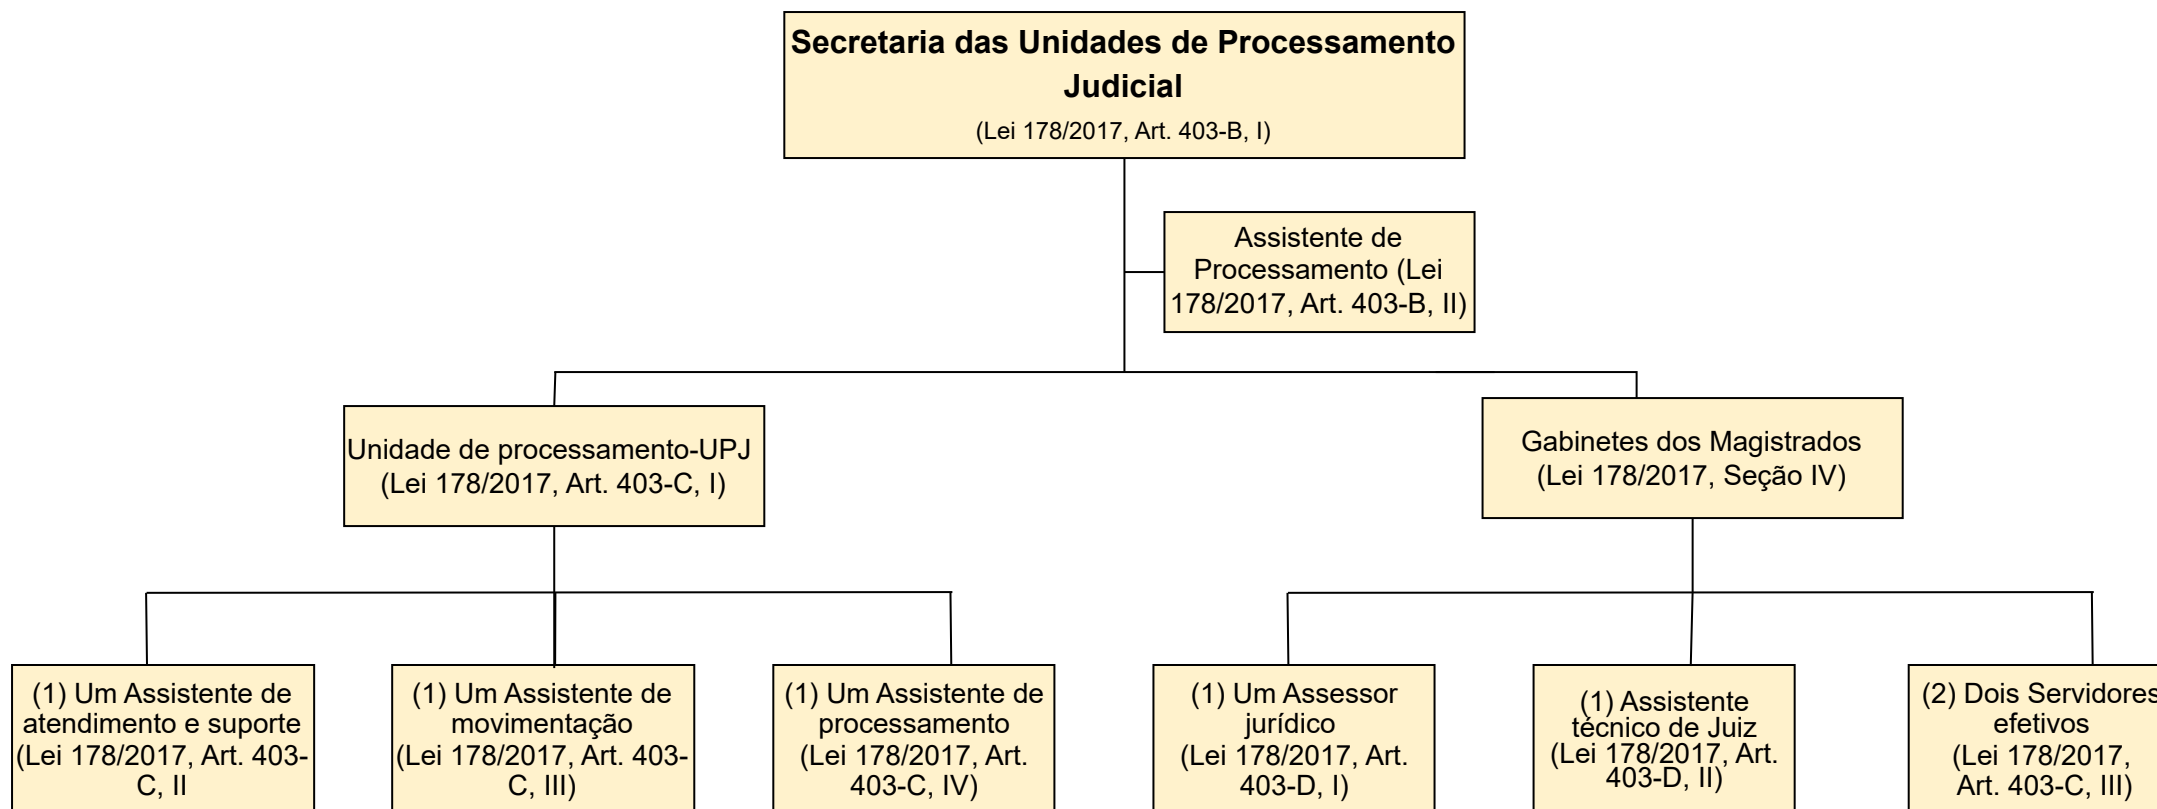 Secretaria das Unidades de Processamento
Judicial
(Lei 178/2017, Art. 403-B, I)
Assistente de
Processamento (Lei
178/2017, Art. 403-B, II)
Unidade de processamento-UPJ
(Lei 178/2017, Art. 403-C, I)
Gabinetes dos Magistrados
(Lei 178/2017, Seção IV)
(1) Um Assistente de
atendimento e suporte
(Lei 178/2017, Art. 403-
C, II
(1) Um Assistente de
movimentação
(Lei 178/2017, Art. 403-
C, III)
(1) Um Assistente de
processamento
(Lei 178/2017, Art.
403-C, IV)
(1) Um Assessor
jurídico
(Lei 178/2017, Art.
403-D, I)
(1) Assistente
técnico de Juiz
(Lei 178/2017, Art.
403-D, II)
(2) Dois Servidores
efetivos
(Lei 178/2017,
Art. 403-C, III)